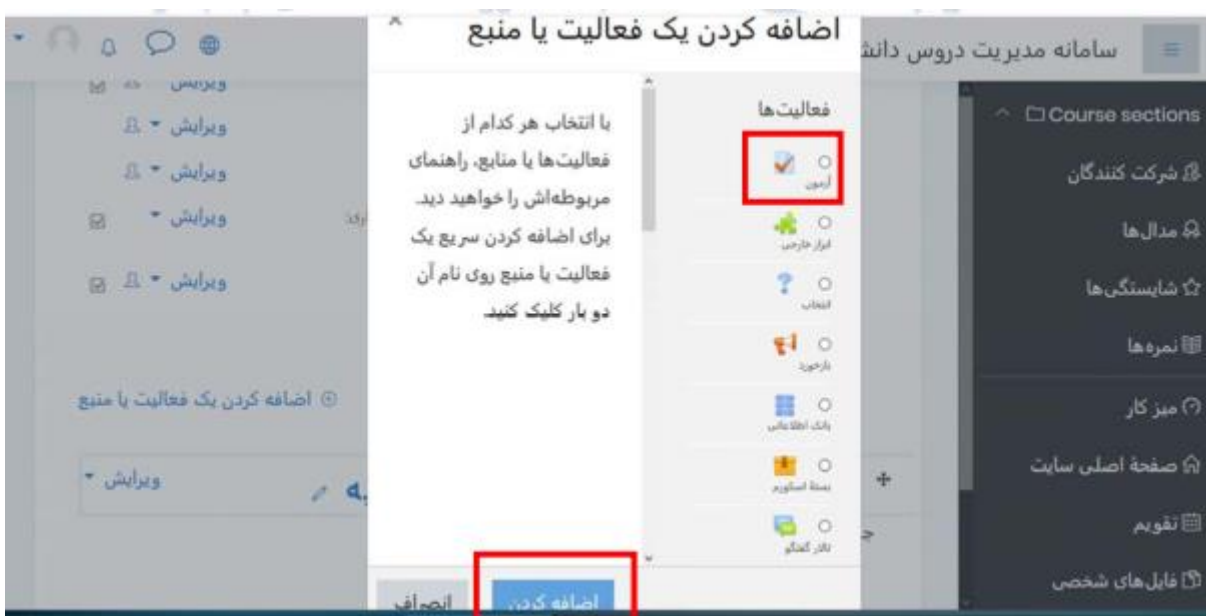 اضافه کردن یک فعالیت یا منبع
×
سامانه مدیریت دروس دانش
Course sections
شرکت کنندگان
مدال‌ها
شایستگی‌ها
نمره‌ها
میز کار
صفحهٔ اصلی سایت
تقویم
فایل‌های شخصی
فعالیت‌ها
آزمون
ابزار خارجی
انتخاب
بازخورد
بانک اطلاعاتی
بستهٔ اسکورم
تالار گفتگو
با انتخاب هر کدام از
فعالیت‌ها یا منابع، راهنمای
مربوطه‌اش را خواهید دید.
برای اضافه کردن سریع یک
فعالیت یا منبع روی نام آن
دو بار کلیک کنید.
اضافه کردن
انصراف
ویرایش
ویرایش
ویرایش
ویرایش
ویرایش
اضافه کردن یک فعالیت یا منبع
ویرایش